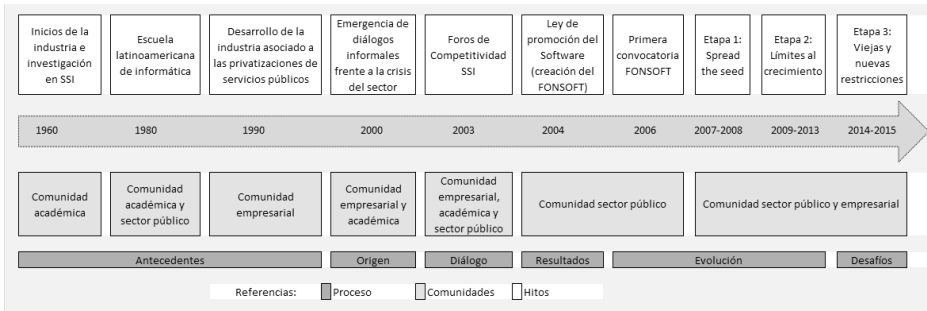 Inicios de la
industria e
investigación
en SSI
Escuela
latinoamericana
de informática
Desarrollo de la
industria asociado a
las privatizaciones de
servicios públicos
Emergencia de
diálogos
informales
frente a la crisis
del sector
Foros de
Competitividad
SSI
Ley de
promoción del
Software
(creación del
FONSOFT)
Primera
convocatoria
FONSOFT
Etapa 1:
Spread
the seed
Etapa 2:
Límites al
crecimiento
Etapa 3:
Viejas y
nuevas
restricciones
1960 1980 1990 2000 2003 2004 2006 2007-2008 2009-2013 2014-2015
Comunidad
académica
Comunidad
académica y
sector público
Comunidad
empresarial
Comunidad
empresarial y
académica
Comunidad
empresarial,
académica y
sector público
Comunidad sector público
Comunidad sector público y empresarial
Antecedentes Origen Diálogo Resultados Evolución Desafíos
Referencias: Proceso Comunidades Hitos